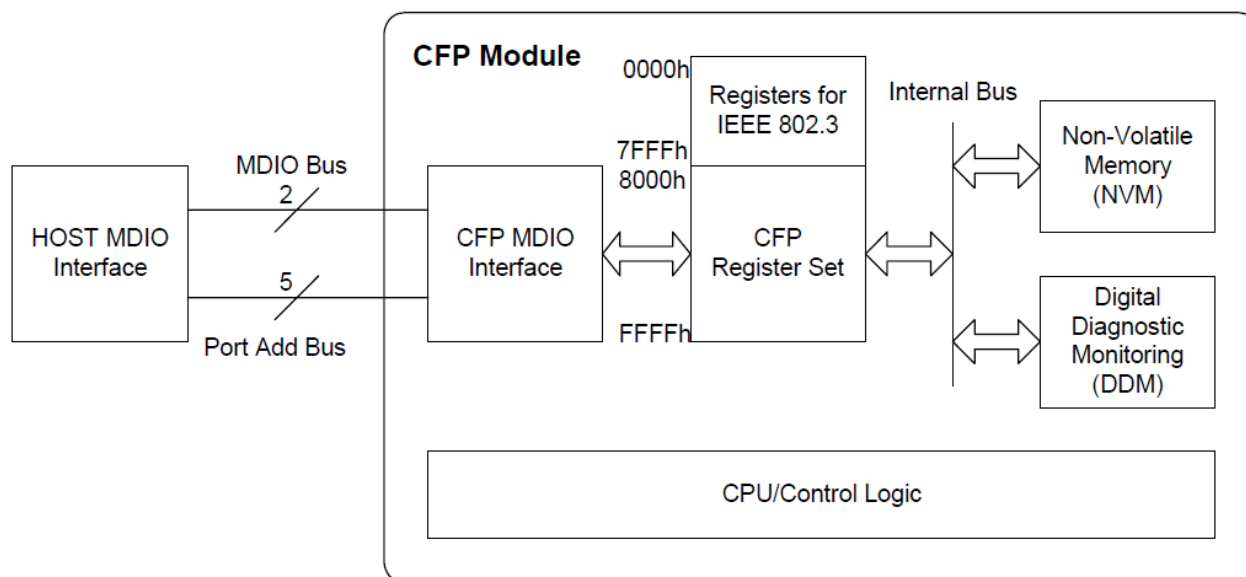 CFP Module
HOST MDIO
Interface
MDIO Bus
2
5
Port Add Bus
CFP MDIO
Interface
0000h
7FFFh
8000h
FFFFh
Registers for
IEEE 802.3
CFP
Register Set
Internal Bus
Non-Volatile
Memory
(NVM)
Digital
Diagnostic
Monitoring
(DDM)
CPU/Control Logic